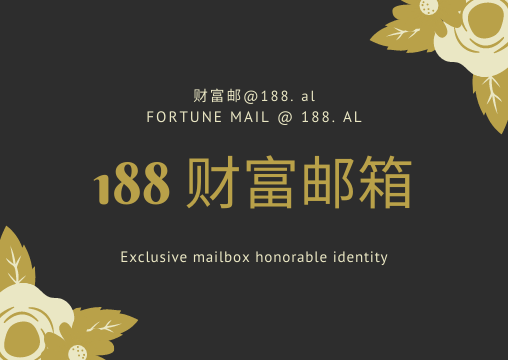 财富邮@188. al
FORTUNE MAIL @ 188. AL
188 财富邮箱
Exclusive mailbox honorable identity